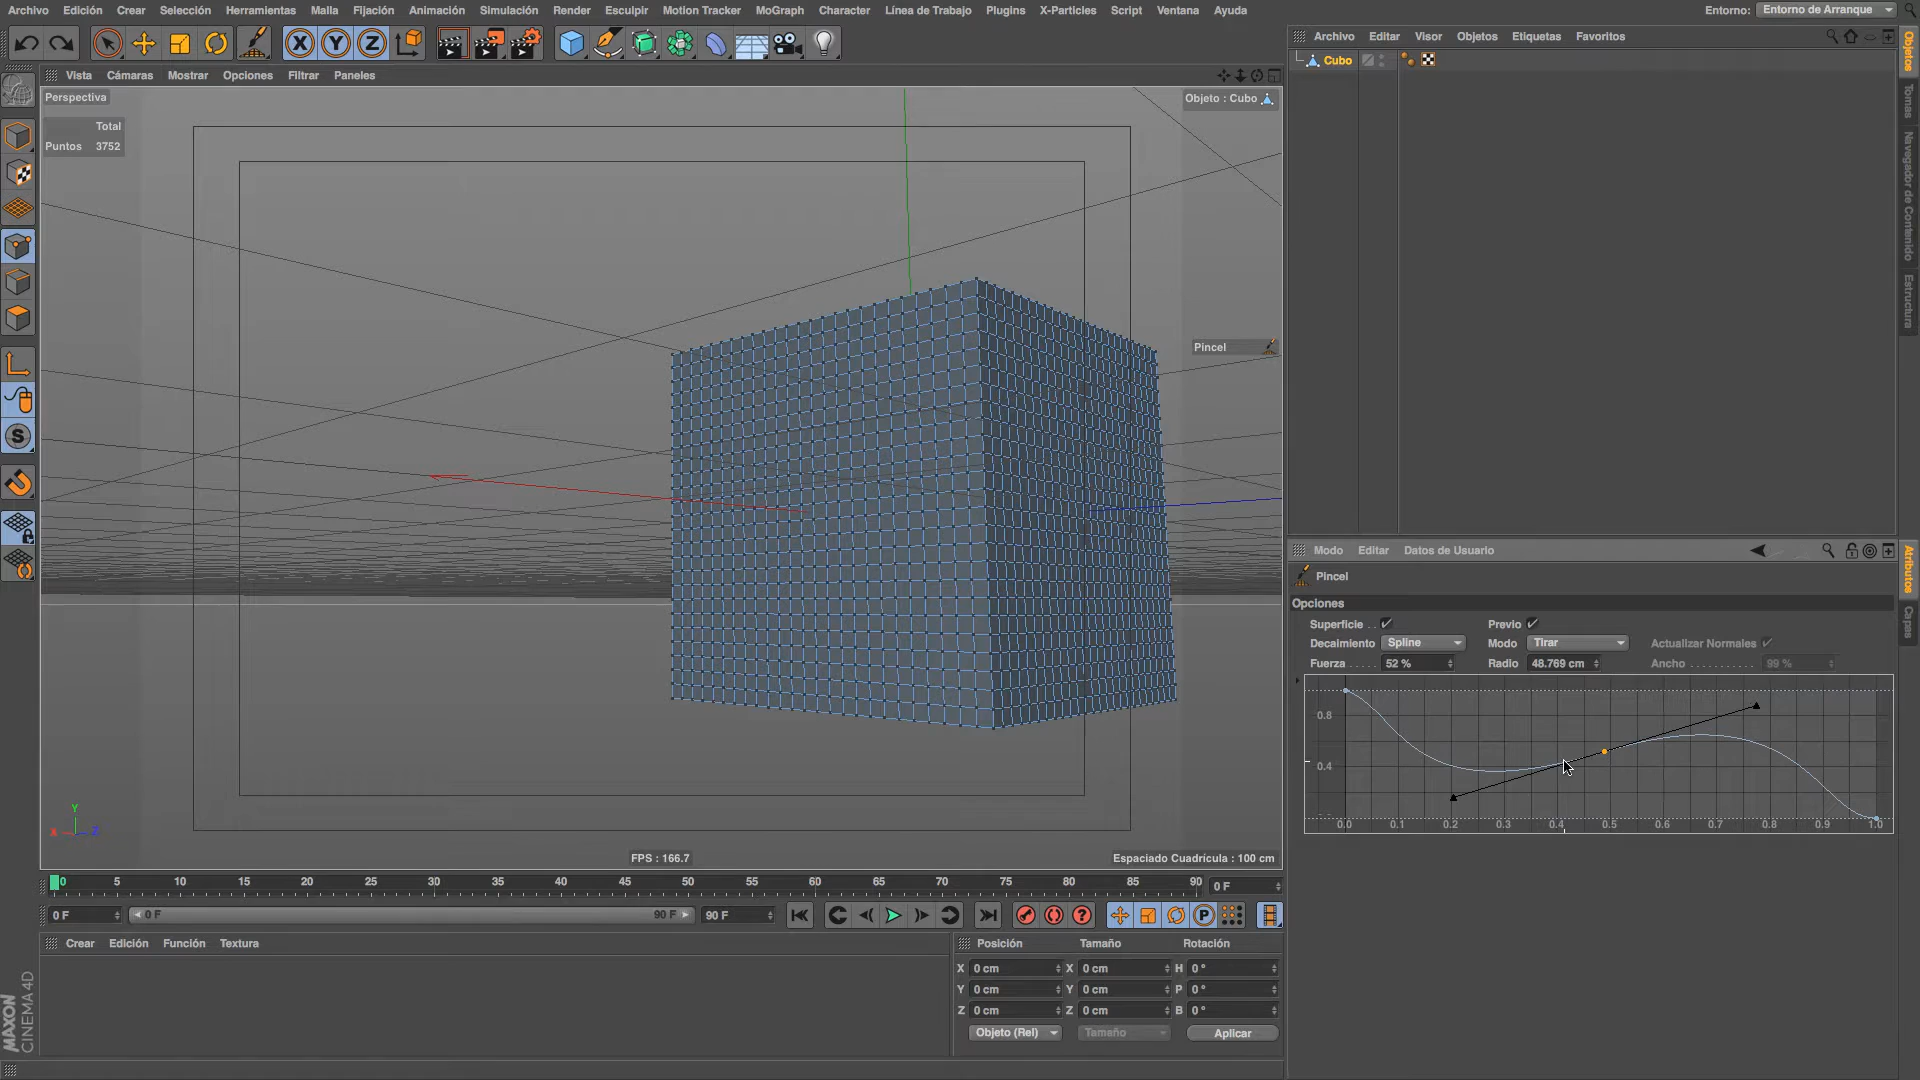 Archivo Edición Crear Selección Herramientas Malla Fijación Animación Simulación Render Esculpir Motion Tracker MoGraph Character Línea de Trabajo Plugins X-Particles Script Ventana Ayuda Entorno: Entorno de Arranque
X Y Z
Archivo Editar Visor Objetos Etiquetas Favoritos
Cubo
Vista Cámaras Mostrar Opciones Filtrar Paneles
Perspectiva
Objeto : Cubo
Total
Puntos 3752
Pincel
Y
X Z
FPS : 166.7
Espaciado Cuadrícula : 100 cm
Objetos
Tomas
Navegador de Contenido
Estructura
Modo Editar Datos de Usuario
Pincel
Opciones
Superficie Previo
Decaimiento Spline Modo Tirar Actualizar Normales
Fuerza 52 % Radio 48.769 cm Ancho 99 %
0.8
0.4
0.0 0.1 0.2 0.3 0.4 0.5 0.6 0.7 0.8 0.9 1.0
Atributos
Capas
0 5 10 15 20 25 30 35 40 45 50 55 60 65 70 75 80 85 90 0 F
0 F 0 F 90 F 90 F
P
Crear Edición Función Textura
Posición Tamaño Rotación
X 0 cm X 0 cm H 0 °
Y 0 cm Y 0 cm P 0 °
Z 0 cm Z 0 cm B 0 °
Objeto (Rel) Tamaño Aplicar
MAXON
CINEMA 4D
S